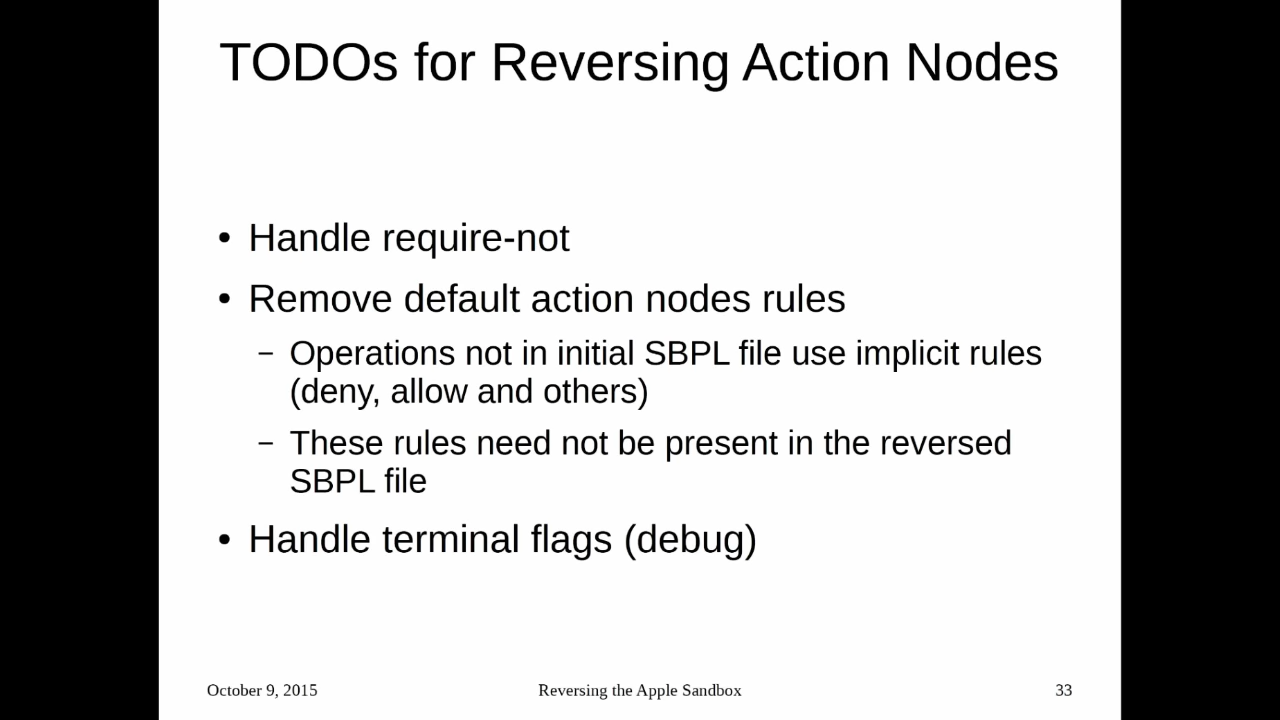 TODOs for Reversing Action Nodes
• Handle require-not
• Remove default action nodes rules
– Operations not in initial SBPL file use implicit rules
(deny, allow and others)
– These rules need not be present in the reversed
SBPL file
• Handle terminal flags (debug)
October 9, 2015
Reversing the Apple Sandbox
33